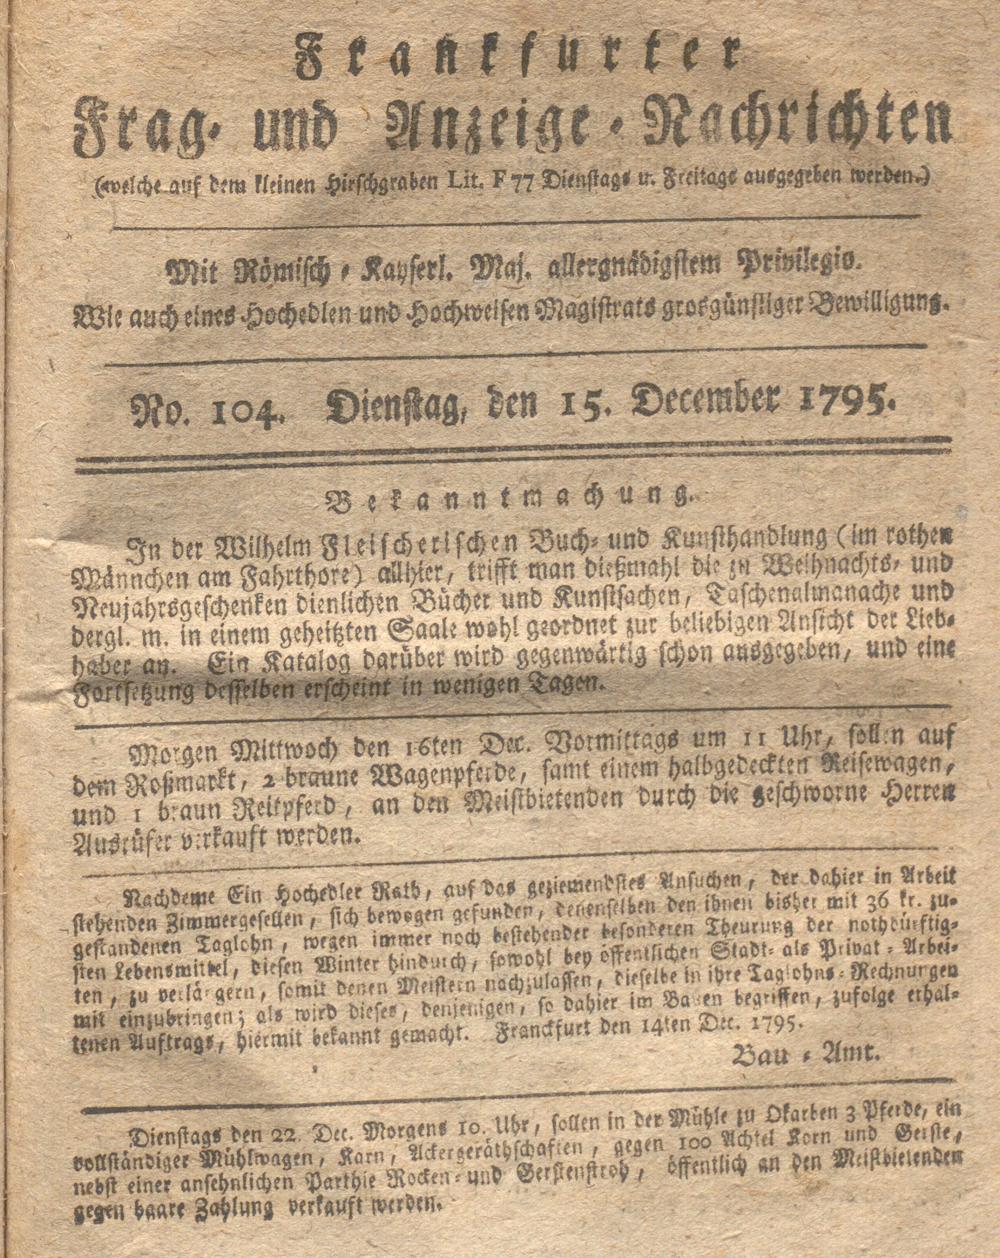 Frankfurter
Frag- und Anzeige-Nachrichten
(welche auf dem kleinen Hirschgraben Lit. F 77 Dienstags u. Freitags ausgegeben werden.)
Mit Römisch-Kayserl. Maj. allergnädigstem Privilegio.
Wie auch eines Hochedlen und Hochweisen Magistrats grosgünstiger Bewilligung.
No. 104. Dienstag, den 15. December 1795.
Bekanntmachung.
In der Wilhelm Fleischerischen Buch- und Kunsthandlung (im rothen
Männchen am Fahrthore) allhier, trifft man dießmahl die zu Weihnachts- und
Neujahrsgeschenken dienlichen Bücher und Kunstsachen, Taschenalmanache und
dergl. m. in einem geheitzten Saale wohl geordnet zur beliebigen Ansicht der Lieb-
haber an. Ein Katalog darüber wird gegenwärtig schon ausgegeben, und eine
Fortsetzung desselben erscheint in wenigen Tagen.
Morgen Mittwoch den 16ten Dec. Vormittags um 11 Uhr, sollen auf
dem Roßmarkt, 2 braune Wagenpferde, samt einem halbgedeckten Reisewagen,
und 1 braun Reitpferd, an den Meistbietenden durch die geschworne Herren
Ausrüfer verkauft werden.
Nachdeme Ein Hochedler Rath, auf das geziemendstes Ansuchen, der dahier in Arbeit
stehenden Zimmergesellen, sich bewogen gefunden, denenselben den ihnen bisher mit 36 kr. zu-
gestandenen Taglohn, wegen immer noch bestehender besonderen Theurung der nothdürftig-
sten Lebensmittel, diesen Winter hindurch, sowohl bey öffentlichen Stadt- als Privat-Arbei-
ten, zu verlängern, somit denen Meistern nachzulassen, dieselbe in ihre Taglohns-Rechnungen
mit einzubringen; als wird dieses, denjenigen, so dahier im Bauen begriffen, zufolge erhal-
tenen Auftrags, hiermit bekannt gemacht. Franckfurt den 14ten Dec. 1795.
Bau-Amt.
Dienstags den 22. Dec. Morgens 10. Uhr, sollen in der Mühle zu Okarben 3 Pferde, ein
vollständiger Mühlwagen, Karn, Ackergeräthschaften, gegen 100 Achtel Korn und Gerste,
nebst einer ansehnlichen Parthie Rocken- und Gerstenstroh, öffentlich an den Meistbietenden
gegen baare Zahlung verkauft werden.